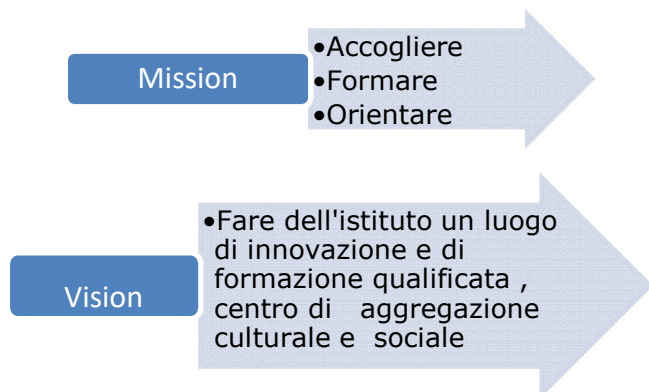 Mission
•Accogliere
•Formare
•Orientare
Vision
•Fare dell'istituto un luogo
di innovazione e di
formazione qualificata ,
centro di aggregazione
culturale e sociale